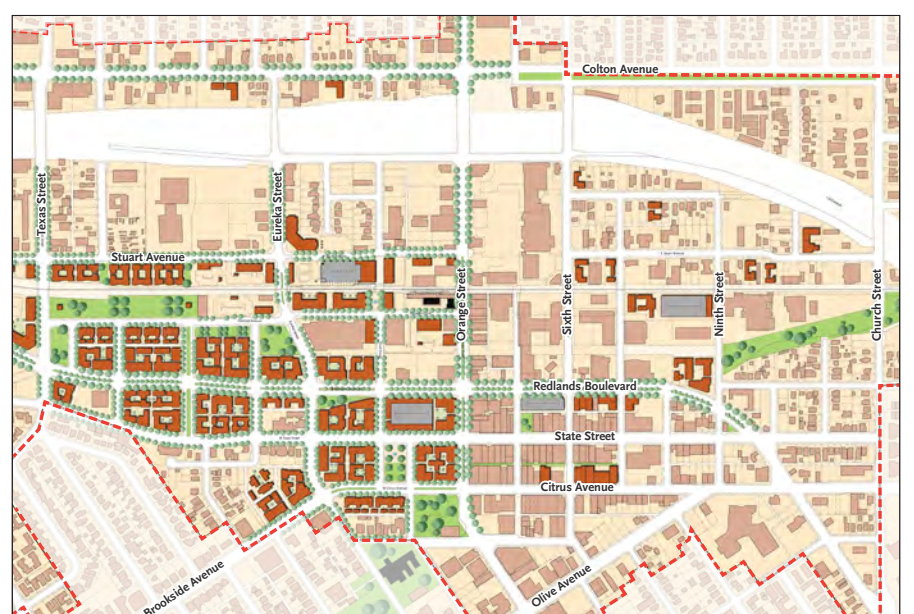 Colton Avenue
Texas Street
Eureka Street
Stuart Avenue
Orange Street
Sixth Street
Ninth Street
Church Street
Redlands Boulevard
State Street
Citrus Avenue
Brookside Avenue
Olive Avenue